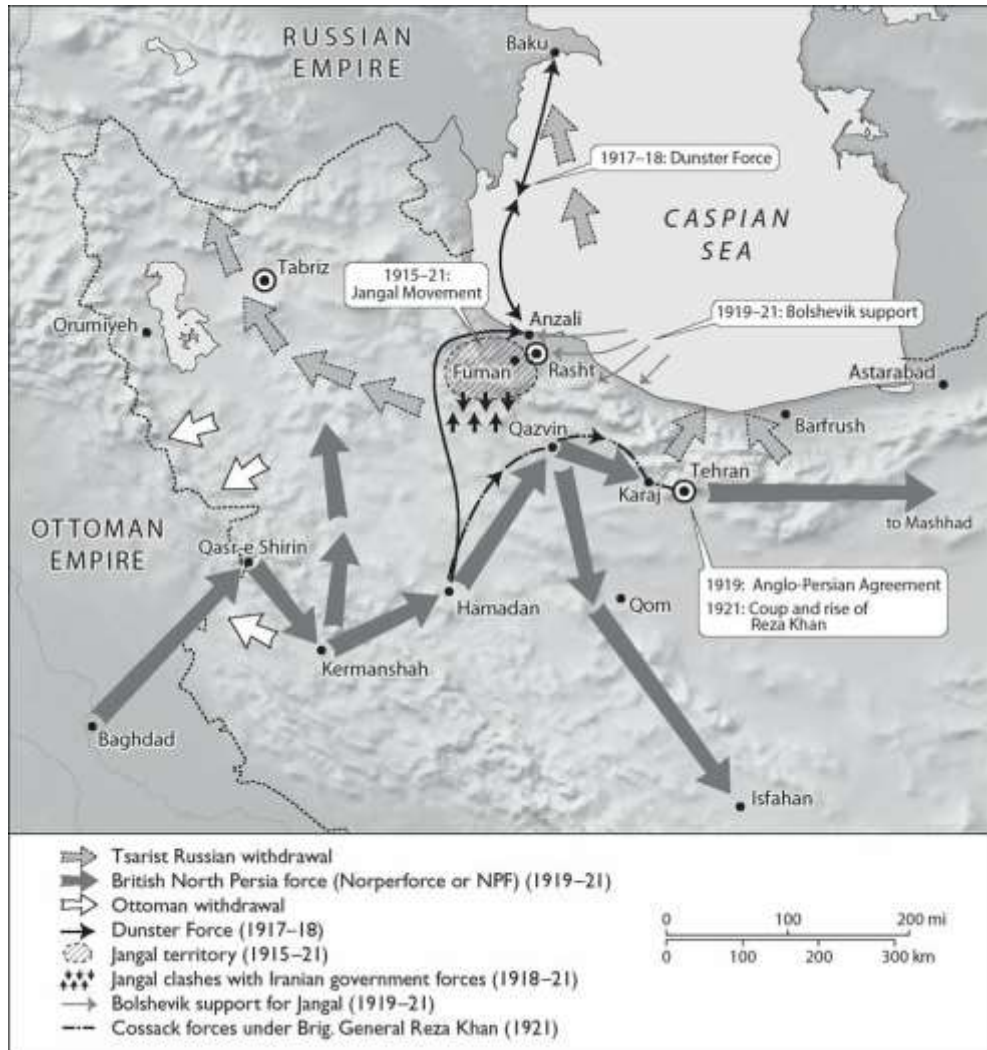 RUSSIAN
EMPIRE
Baku
1917–18: Dunster Force
CASPIAN
SEA
Tabriz
1915–21:
Jangal Movement
Orumiyeh
Anzali
1919–21: Bolshevik support
Fuman
Rasht
Astarabad
Barfrush
Qazvin
Tehran
Karaj
to Mashhad
OTTOMAN
EMPIRE
Qasr-e Shirin
1919: Anglo-Persian Agreement
1921: Coup and rise of
Reza Khan
Hamadan
Qom
Kermanshah
Baghdad
Isfahan
Tsarist Russian withdrawal
British North Persia force (Norperforce or NPF) (1919–21)
Ottoman withdrawal
Dunster Force (1917–18)
Jangal territory (1915–21)
Jangal clashes with Iranian government forces (1918–21)
Bolshevik support for Jangal (1919–21)
Cossack forces under Brig. General Reza Khan (1921)
0 100 200 mi
0 100 200 300 km